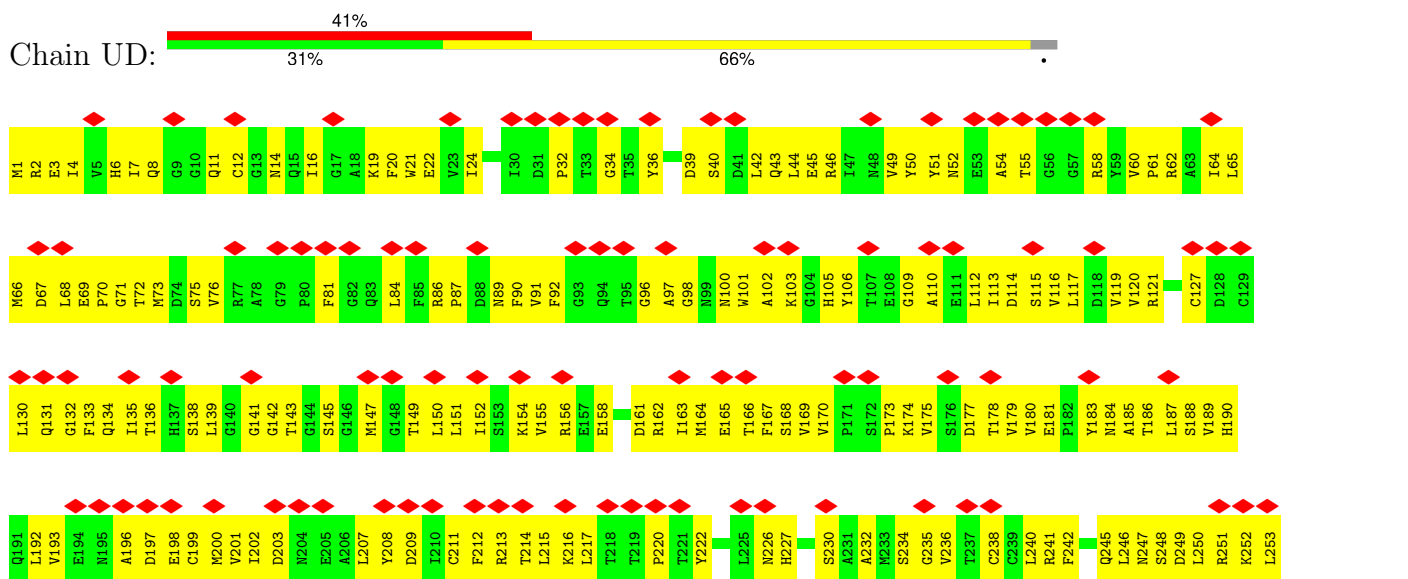 41%
Chain UD:
31% 66% •
M1 R2 E3 I4 V5 H6 I7 Q8 G9 G10 Q11 C12 G13 N14 Q15 I16 G17 A18 K19 F20 W21 E22 V23 I24 I30 D31 P32 T33 G34 T35 Y36 D39 S40 D41 L42 Q43 L44 E45 R46 I47 N48 V49 Y50 Y51 N52 E53 A54 T55 G56 G57 R58 Y59 V60 P61 R62 A63 I64 L65
M66 D67 L68 E69 P70 G71 T72 M73 D74 S75 V76 R77 A78 G79 P80 F81 G82 Q83 L84 F85 R86 P87 D88 N89 F90 V91 F92 G93 Q94 T95 G96 A97 G98 N99 N100 W101 A102 K103 G104 H105 Y106 T107 E108 G109 A110 E111 L112 I113 D114 S115 V116 L117 D118 V119 V120 R121 C127 D128 C129
L130 Q131 G132 F133 Q134 I135 T136 H137 S138 L139 G140 G141 G142 T143 G144 S145 G146 M147 G148 T149 L150 L151 I152 S153 K154 V155 R156 E157 E158 D161 R162 I163 M164 E165 T166 F167 S168 V169 V170 P171 S172 P173 K174 V175 S176 D177 T178 V179 V180 E181 P182 Y183 N184 A185 T186 L187 S188 V189 H190
Q191 L192 V193 E194 N195 A196 D197 E198 C199 M200 V201 I202 D203 N204 E205 A206 L207 Y208 D209 I210 C211 F212 R213 T214 L215 K216 L217 T218 T219 P220 T221 Y222 L225 N226 H227 S230 A231 A232 M233 S234 G235 V236 T237 C238 C239 L240 R241 F242 Q245 L246 N247 S248 D249 L250 R251 K252 L253